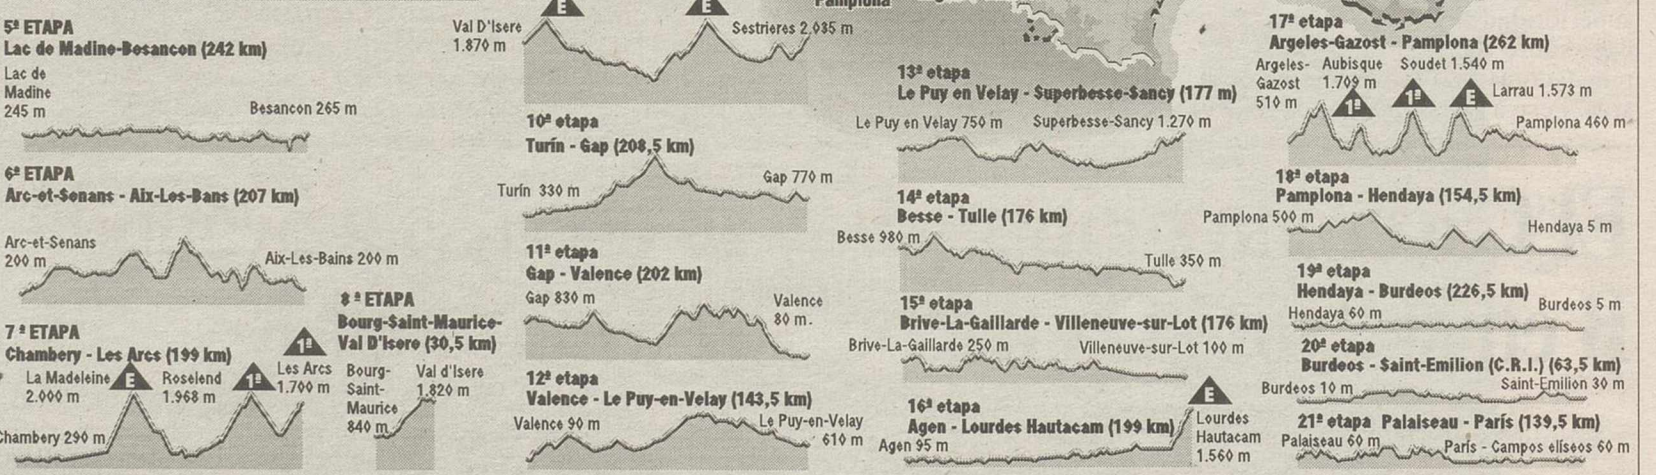 5ª ETAPA
Lac de Madine-Besancon (242 km)
Lac de
Madine
245 m
Besancon 265 m
6ª ETAPA
Arc-et-Senans - Aix-Les-Bans (207 km)
Arc-et-Senans
200 m
Aix-Les-Bains 200 m
7ª ETAPA
Chambery - Les Arcs (199 km)
La Madeleine
2.000 m
E
Roselend
1.968 m
1ª
1ª
Les Arcs
1.700 m
Chambery 290 m
8ª ETAPA
Bourg-Saint-Maurice-
Val D'Isere (30,5 km)
Bourg-
Saint-
Maurice
840 m
Val d'Isere
1.820 m
Val D'Isere
1.870 m
E
E
Sestrieres 2.035 m
10ª etapa
Turín - Gap (208,5 km)
Turín 330 m
Gap 770 m
11ª etapa
Gap - Valence (202 km)
Gap 830 m
Valence
80 m.
12ª etapa
Valence - Le Puy-en-Velay (143,5 km)
Valence 90 m
Le Puy-en-Velay
610 m
Pamplona
13ª etapa
Le Puy en Velay - Superbesse-Sancy (177 m)
Le Puy en Velay 750 m
Superbesse-Sancy 1.270 m
14ª etapa
Besse - Tulle (176 km)
Besse 980 m
Tulle 350 m
15ª etapa
Brive-La-Gaillarde - Villeneuve-sur-Lot (176 km)
Brive-La-Gaillarde 250 m
Villeneuve-sur-Lot 100 m
16ª etapa
Agen - Lourdes Hautacam (199 km)
Agen 95 m
E
Lourdes
Hautacam
1.560 m
17ª etapa
Argeles-Gazost - Pamplona (262 km)
Argeles-
Gazost
510 m
Aubisque
1.709 m
1ª
Soudet 1.540 m
1ª
E
Larrau 1.573 m
Pamplona 460 m
18ª etapa
Pamplona - Hendaya (154,5 km)
Pamplona 500 m
Hendaya 5 m
19ª etapa
Hendaya - Burdeos (226,5 km)
Hendaya 60 m
Burdeos 5 m
20ª etapa
Burdeos - Saint-Emilion (C.R.I.) (63,5 km)
Burdeos 10 m
Saint-Emilion 30 m
21ª etapa Palaiseau - París (139,5 km)
Palaiseau 60 m
París - Campos elíseos 60 m